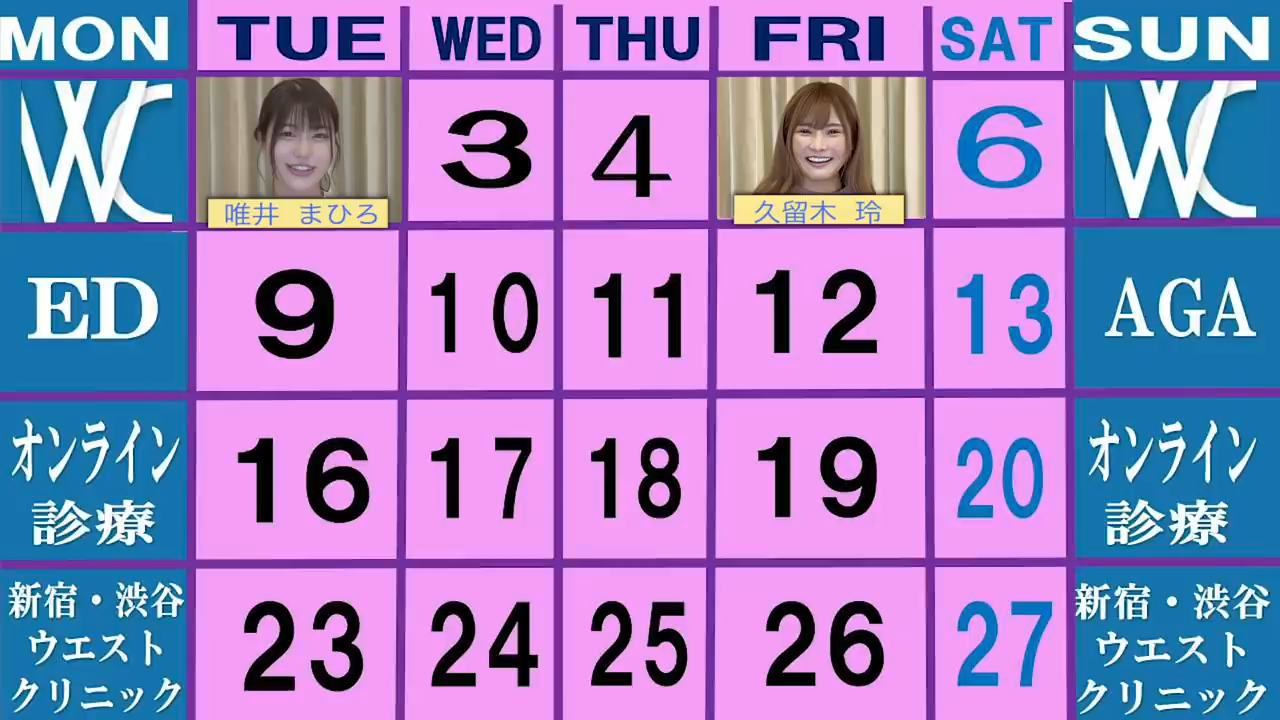 MON TUE WED THU FRI SAT SUN
WC 3 4 6 WC
唯井 まひろ 久留木 玲
ED 9 10 11 12 13 AGA
オンライン 16 17 18 19 20 オンライン
診療 診療
新宿・渋谷 23 24 25 26 27 新宿・渋谷
ウエスト ウエスト
クリニック クリニック